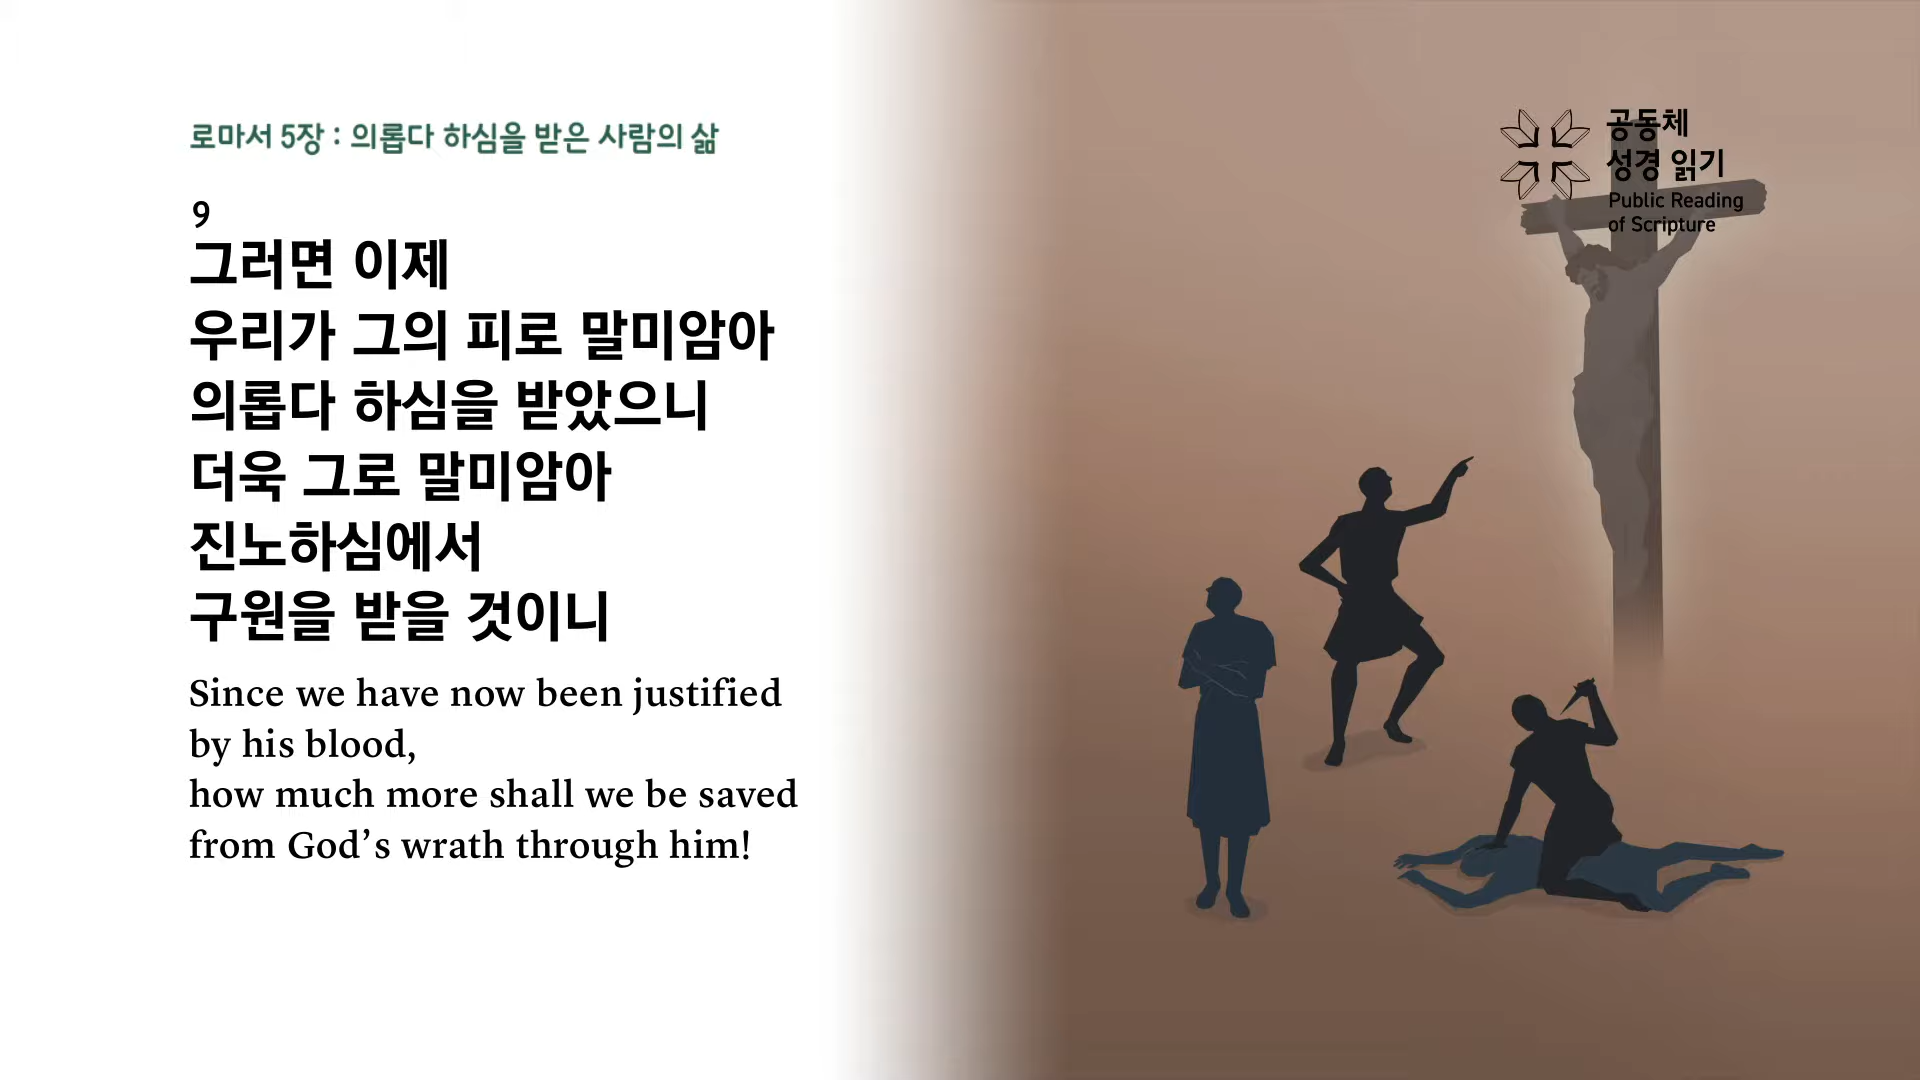 로마서 5장 : 의롭다 하심을 받은 사람의 삶
9
그러면 이제
우리가 그의 피로 말미암아
의롭다 하심을 받았으니
더욱 그로 말미암아
진노하심에서
구원을 받을 것이니
Since we have now been justified
by his blood,
how much more shall we be saved
from God’s wrath through him!
공동체
성경 읽기
Public Reading
of Scripture